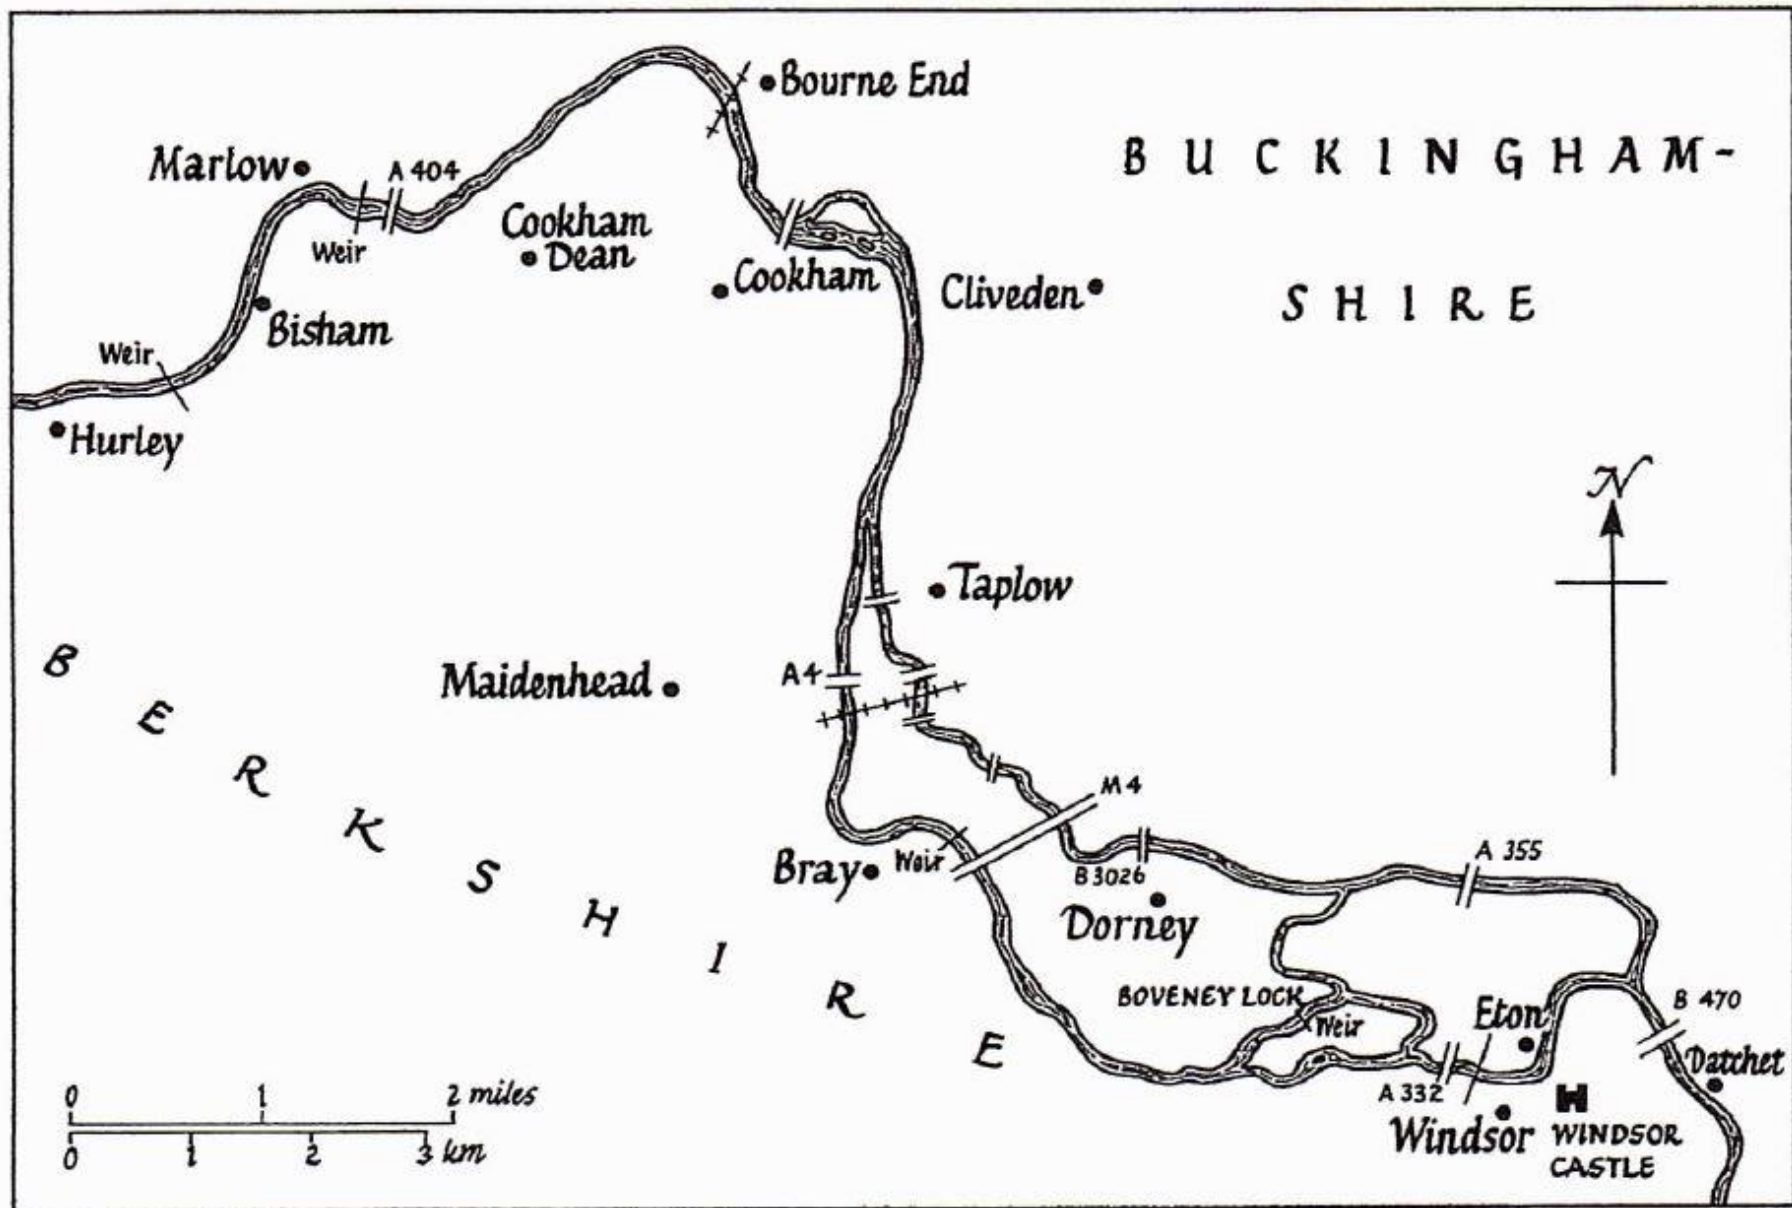 Bourne End
BUCKINGHAM-
SHIRE
Marlow
A 404
Weir
Cookham
Dean
Cookham
Cliveden
Bisham
Weir
Hurley
N
Taplow
Maidenhead
A4
BERKSHIRE
M4
Bray
Weir
B3026
Dorney
A 355
BOVENEY LOCK
Weir
Eton
B 470
Datchet
A 332
Windsor
WINDSOR
CASTLE
0 1 2 miles
0 1 2 3 km